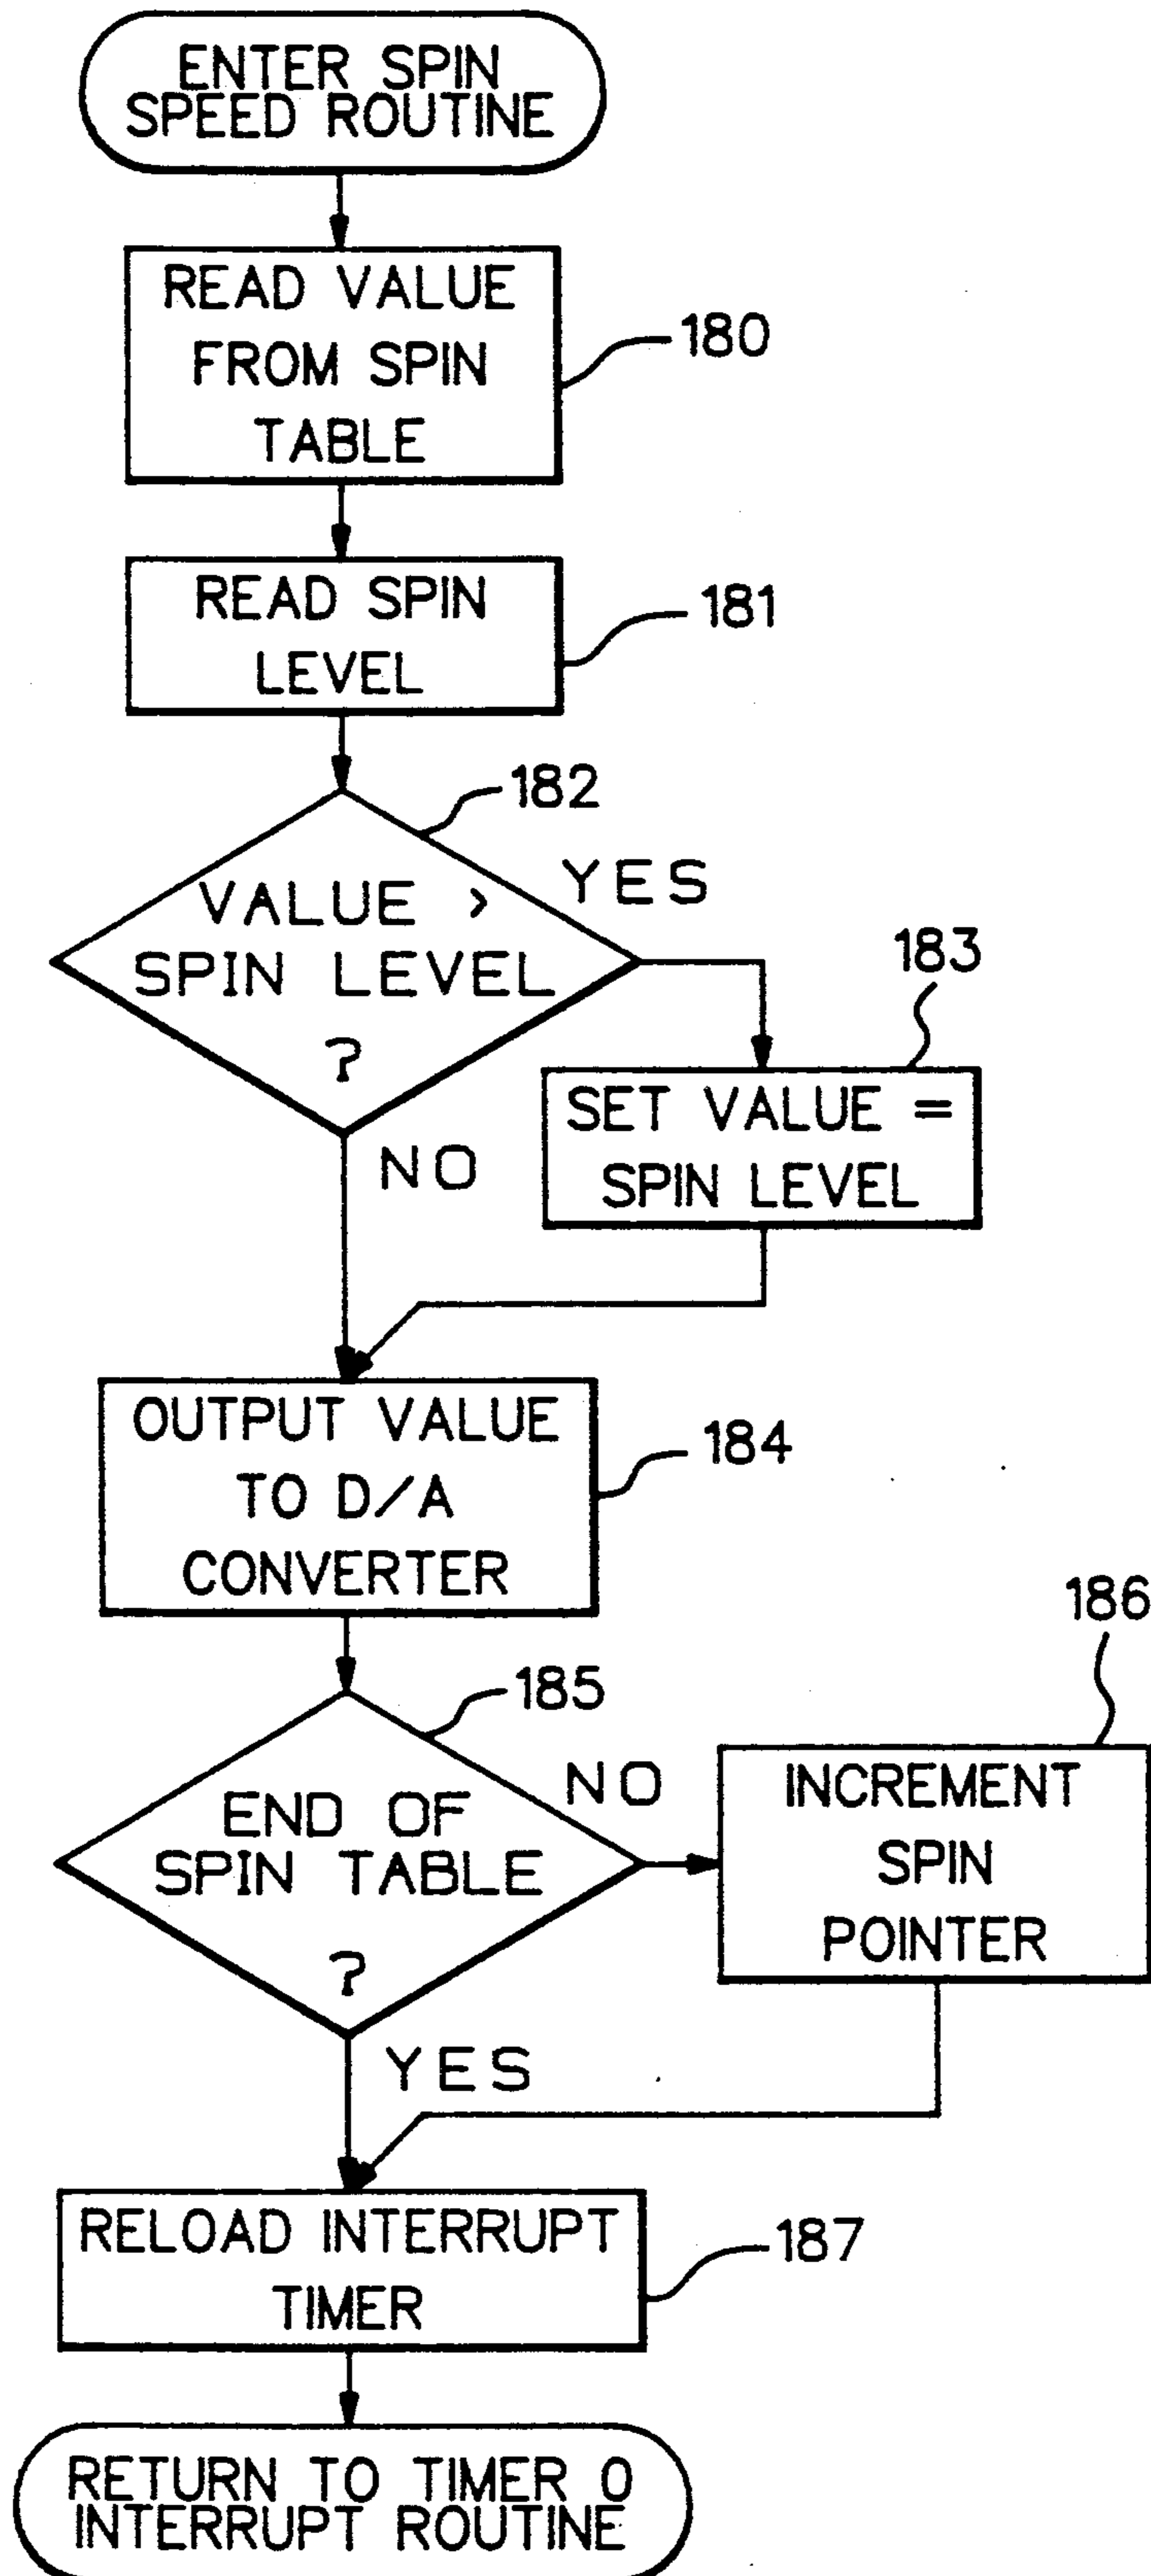 ENTER SPIN
SPEED ROUTINE
READ VALUE
FROM SPIN
TABLE
180
READ SPIN
LEVEL
181
182
VALUE >
SPIN LEVEL
?
YES
NO
183
SET VALUE =
SPIN LEVEL
OUTPUT VALUE
TO D/A
CONVERTER
184
185
END OF
SPIN TABLE
?
NO
YES
186
INCREMENT
SPIN
POINTER
RELOAD INTERRUPT
TIMER
187
RETURN TO TIMER 0
INTERRUPT ROUTINE